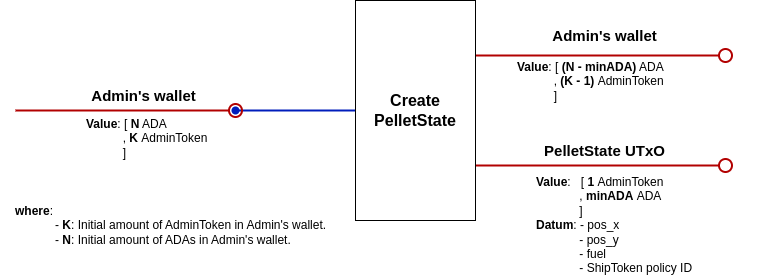 Admin's wallet
Value: [ N ADA
, K AdminToken
]
where:
- K: Initial amount of AdminToken in Admin's wallet.
- N: Initial amount of ADAs in Admin's wallet.
Create
PelletState
Admin's wallet
Value: [ (N - minADA) ADA
, (K - 1) AdminToken
]
PelletState UTxO
Value: [ 1 AdminToken
, minADA ADA
]
Datum: - pos_x
- pos_y
- fuel
- ShipToken policy ID